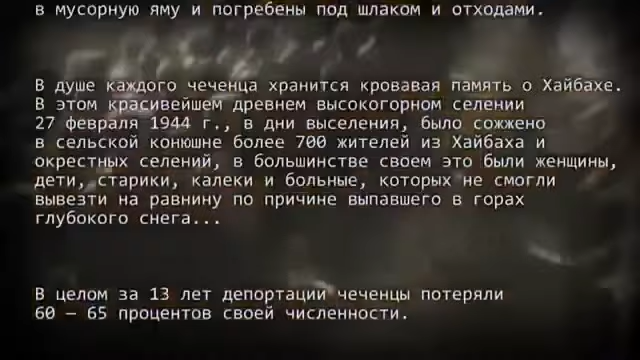 в мусорную яму и погребены под шлаком и отходами.
В душе каждого чеченца хранится кровавая память о Хайбахе.
В этом красивейшем древнем высокогорном селении
27 февраля 1944 г., в дни выселения, было сожжено
в сельской конюшне более 700 жителей из Хайбаха и
окрестных селений, в большинстве своем это были женщины,
дети, старики, калеки и больные, которых не смогли
вывезти на равнину по причине выпавшего в горах
глубокого снега...
В целом за 13 лет депортации чеченцы потеряли
60 — 65 процентов своей численности.